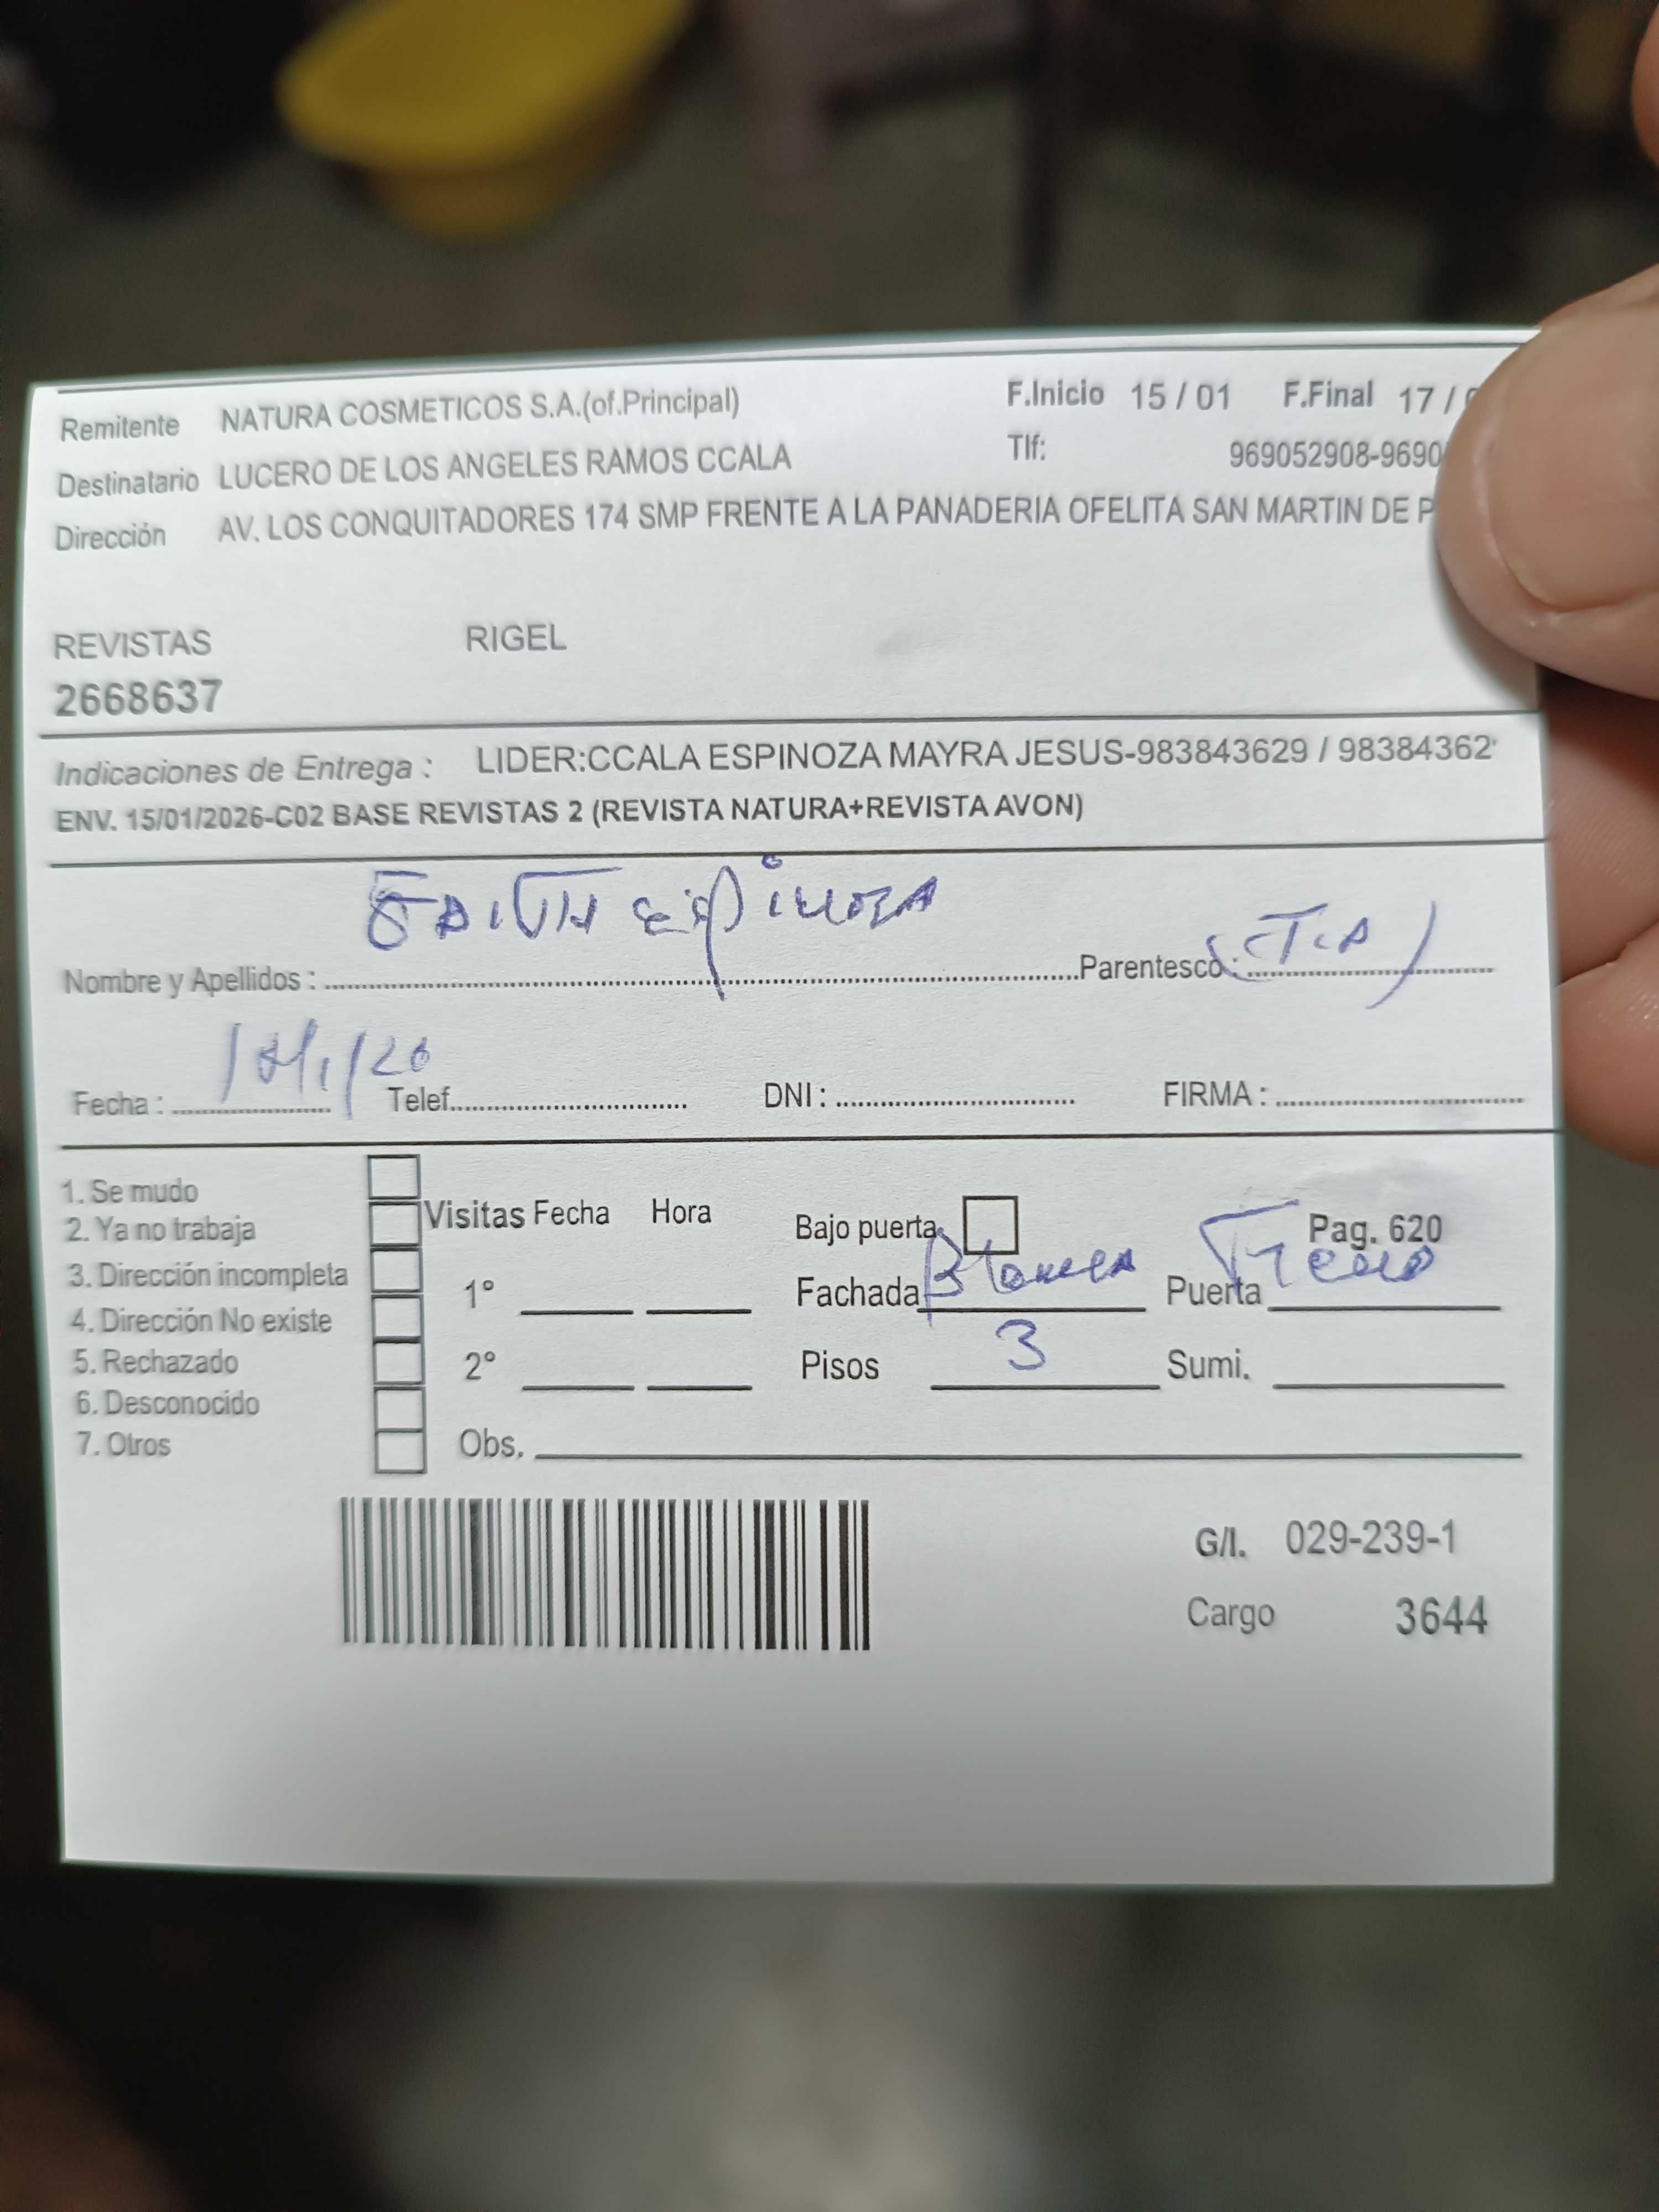 Remitente NATURA COSMETICOS S.A.(of.Principal) F.Inicio 15 / 01 F.Final 17 /
Destinatario LUCERO DE LOS ANGELES RAMOS CCALA Tlf: 969052908-9690
Dirección AV. LOS CONQUITADORES 174 SMP FRENTE A LA PANADERIA OFELITA SAN MARTIN DE P
REVISTAS RIGEL
2668637
Indicaciones de Entrega : LIDER:CCALA ESPINOZA MAYRA JESUS-983843629 / 98384362
ENV. 15/01/2026-C02 BASE REVISTAS 2 (REVISTA NATURA+REVISTA AVON)
Nombre y Apellidos : Edith Espinoza Parentesco : (TIA)
Fecha : Telef. DNI : FIRMA :
1. Se mudo
2. Ya no trabaja Visitas Fecha Hora Bajo puerta Pag. 620
3. Dirección incompleta 1° Fachada Blanca Puerta
4. Dirección No existe
5. Rechazado 2° Pisos 3 Sumi.
6. Desconocido
7. Otros Obs.
G/I. 029-239-1
Cargo 3644